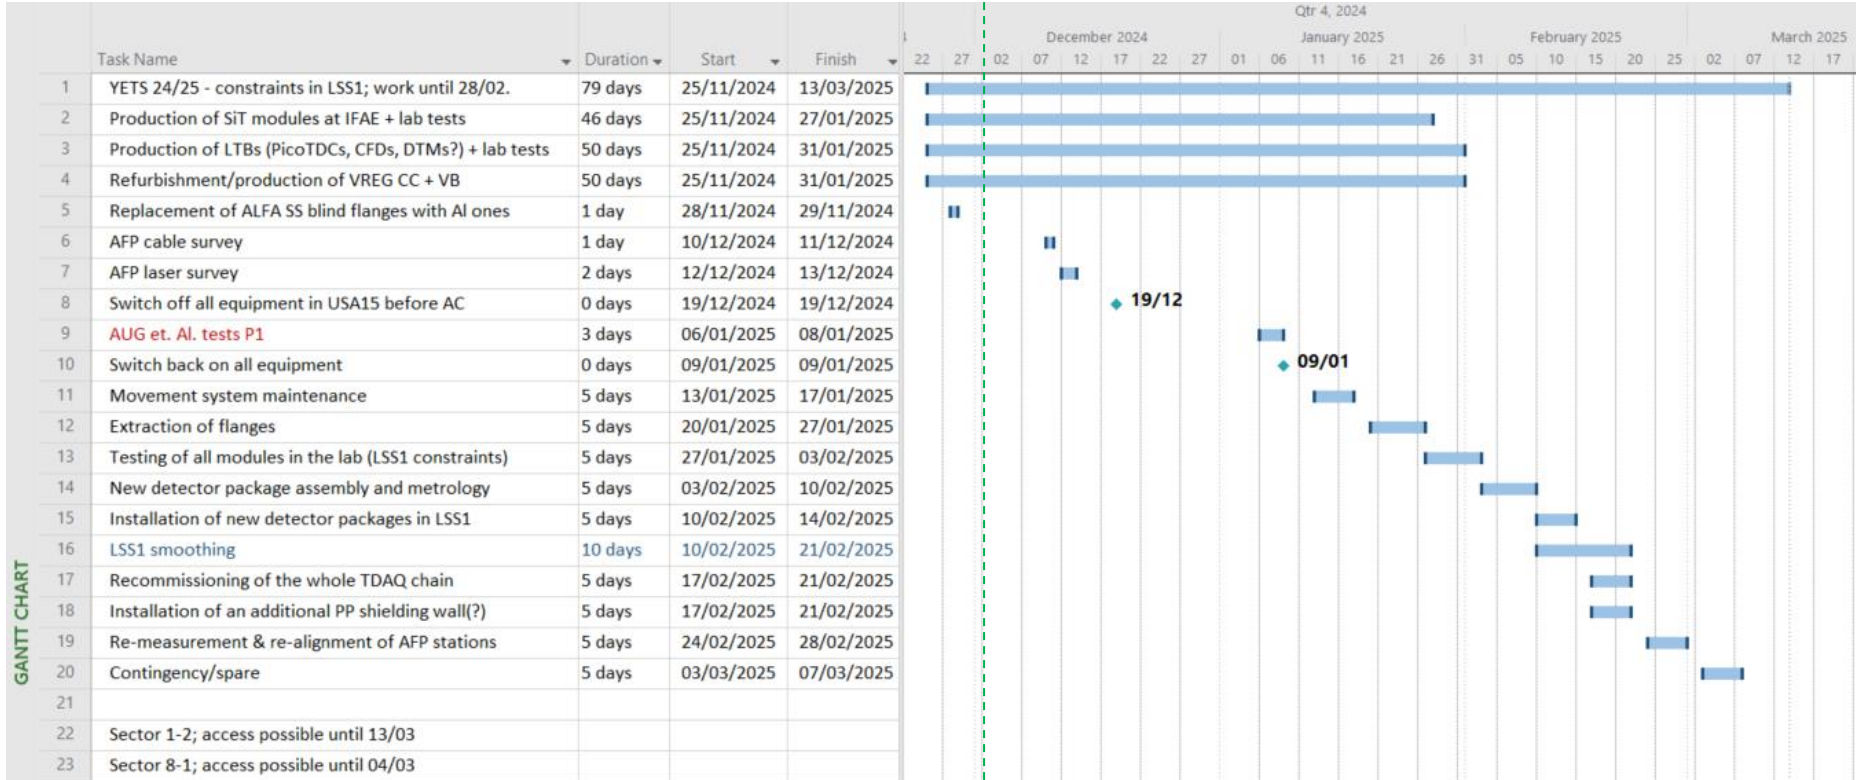 Qtr 4, 2024
December 2024 January 2025 February 2025 March 2025
Task Name Duration Start Finish 22 27 02 07 12 17 22 27 01 06 11 16 21 26 31 05 10 15 20 25 02 07 12 17
1 YETS 24/25 - constraints in LSS1; work until 28/02. 79 days 25/11/2024 13/03/2025
2 Production of SiT modules at IFAE + lab tests 46 days 25/11/2024 27/01/2025
3 Production of LTBs (PicoTDCs, CFDs, DTMs?) + lab tests 50 days 25/11/2024 31/01/2025
4 Refurbishment/production of VREG CC + VB 50 days 25/11/2024 31/01/2025
5 Replacement of ALFA SS blind flanges with Al ones 1 day 28/11/2024 29/11/2024
6 AFP cable survey 1 day 10/12/2024 11/12/2024
7 AFP laser survey 2 days 12/12/2024 13/12/2024
8 Switch off all equipment in USA15 before AC 0 days 19/12/2024 19/12/2024 19/12
9 AUG et. Al. tests P1 3 days 06/01/2025 08/01/2025
10 Switch back on all equipment 0 days 09/01/2025 09/01/2025 09/01
11 Movement system maintenance 5 days 13/01/2025 17/01/2025
12 Extraction of flanges 5 days 20/01/2025 27/01/2025
13 Testing of all modules in the lab (LSS1 constraints) 5 days 27/01/2025 03/02/2025
14 New detector package assembly and metrology 5 days 03/02/2025 10/02/2025
15 Installation of new detector packages in LSS1 5 days 10/02/2025 14/02/2025
16 LSS1 smoothing 10 days 10/02/2025 21/02/2025
17 Recommissioning of the whole TDAQ chain 5 days 17/02/2025 21/02/2025
18 Installation of an additional PP shielding wall(?) 5 days 17/02/2025 21/02/2025
19 Re-measurement & re-alignment of AFP stations 5 days 24/02/2025 28/02/2025
20 Contingency/spare 5 days 03/03/2025 07/03/2025
21
22 Sector 1-2; access possible until 13/03
23 Sector 8-1; access possible until 04/03
GANTT CHART